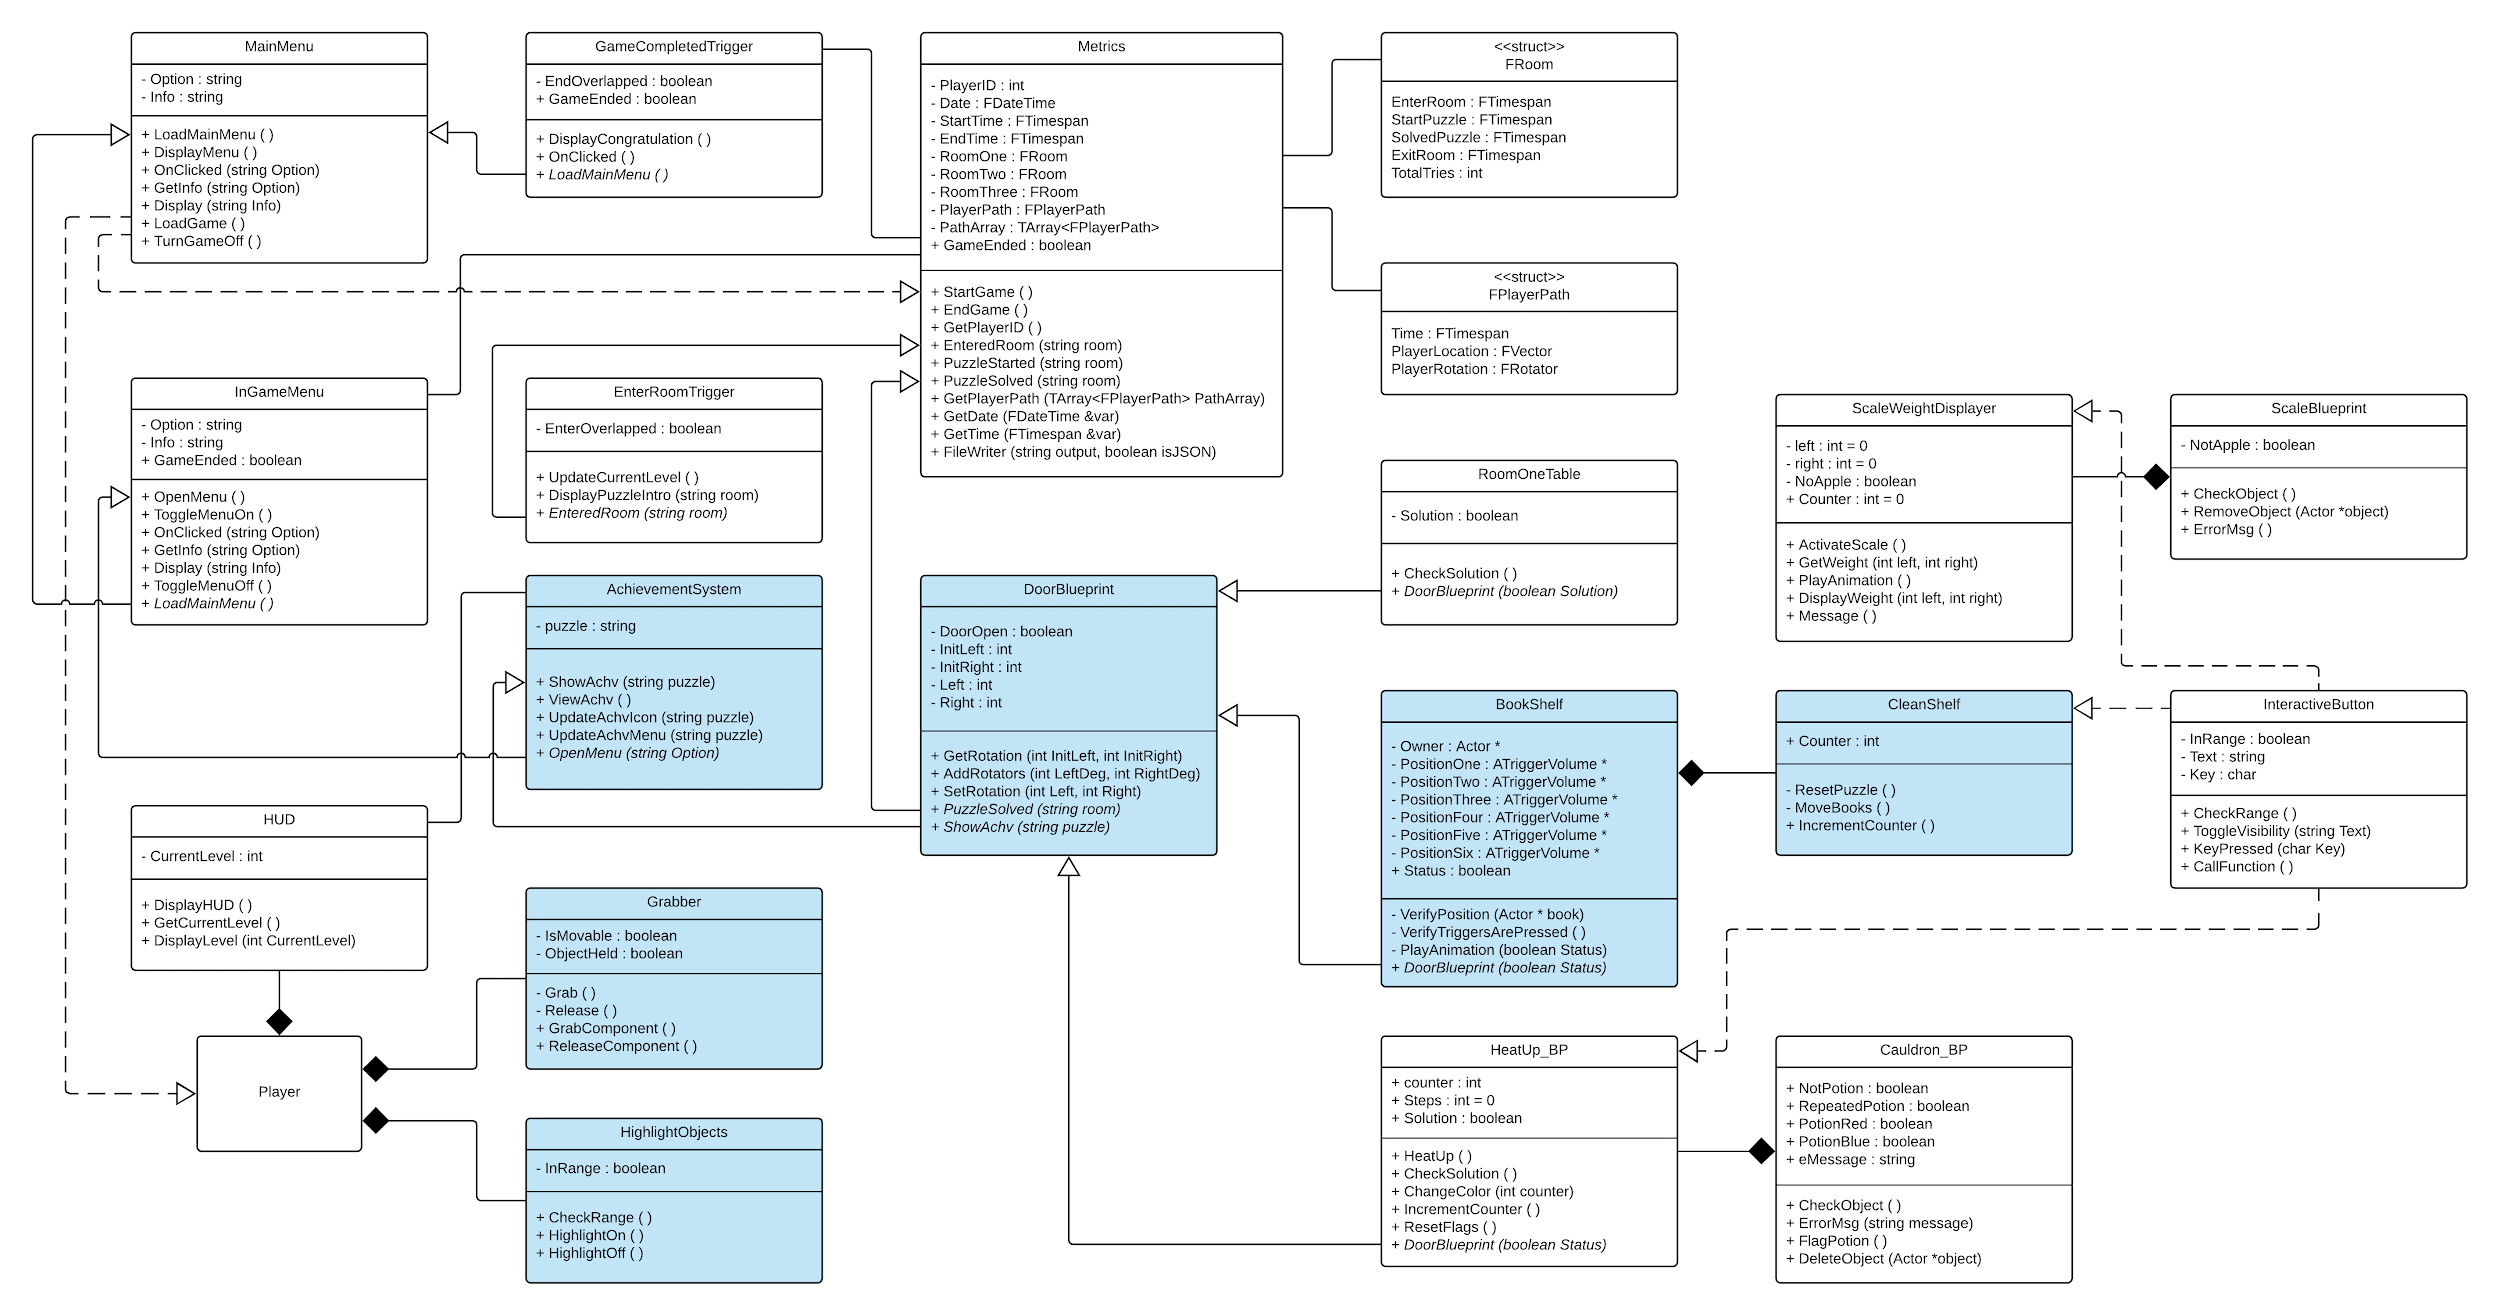 MainMenu
- Option : string
- Info : string
+ LoadMainMenu ( )
+ DisplayMenu ( )
+ OnClicked (string Option)
+ GetInfo (string Option)
+ Display (string Info)
+ LoadGame ( )
+ TurnGameOff ( )
GameCompletedTrigger
- EndOverlapped : boolean
+ GameEnded : boolean
+ DisplayCongratulation ( )
+ OnClicked ( )
+ LoadMainMenu ( )
Metrics
- PlayerID : int
- Date : FDateTime
- StartTime : FTimespan
- EndTime : FTimespan
- RoomOne : FRoom
- RoomTwo : FRoom
- RoomThree : FRoom
- PlayerPath : FPlayerPath
- PathArray : TArray<FPlayerPath>
+ GameEnded : boolean
+ StartGame ( )
+ EndGame ( )
+ GetPlayerID ( )
+ EnteredRoom (string room)
+ PuzzleStarted (string room)
+ PuzzleSolved (string room)
+ GetPlayerPath (TArray<FPlayerPath> PathArray)
+ GetDate (FDateTime &var)
+ GetTime (FTimespan &var)
+ FileWriter (string output, boolean isJSON)
<<struct>>
FRoom
EnterRoom : FTimespan
StartPuzzle : FTimespan
SolvedPuzzle : FTimespan
ExitRoom : FTimespan
TotalTries : int
<<struct>>
FPlayerPath
Time : FTimespan
PlayerLocation : FVector
PlayerRotation : FRotator
InGameMenu
- Option : string
- Info : string
+ GameEnded : boolean
+ OpenMenu ( )
+ ToggleMenuOn ( )
+ OnClicked (string Option)
+ GetInfo (string Option)
+ Display (string Info)
+ ToggleMenuOff ( )
+ LoadMainMenu ( )
EnterRoomTrigger
- EnterOverlapped : boolean
+ UpdateCurrentLevel ( )
+ DisplayPuzzleIntro (string room)
+ EnteredRoom (string room)
ScaleWeightDisplayer
- left : int = 0
- right : int = 0
- NoApple : boolean
+ Counter : int = 0
+ ActivateScale ( )
+ GetWeight (int left, int right)
+ PlayAnimation ( )
+ DisplayWeight (int left, int right)
+ Message ( )
ScaleBlueprint
- NotApple : boolean
+ CheckObject ( )
+ RemoveObject (Actor *object)
+ ErrorMsg ( )
RoomOneTable
- Solution : boolean
+ CheckSolution ( )
+ DoorBlueprint (boolean Solution)
AchievementSystem
- puzzle : string
+ ShowAchv (string puzzle)
+ ViewAchv ( )
+ UpdateAchvIcon (string puzzle)
+ UpdateAchvMenu (string puzzle)
+ OpenMenu (string Option)
DoorBlueprint
- DoorOpen : boolean
- InitLeft : int
- InitRight : int
- Left : int
- Right : int
+ GetRotation (int InitLeft, int InitRight)
+ AddRotators (int LeftDeg, int RightDeg)
+ SetRotation (int Left, int Right)
+ PuzzleSolved (string room)
+ ShowAchv (string puzzle)
BookShelf
- Owner : Actor *
- PositionOne : ATriggerVolume *
- PositionTwo : ATriggerVolume *
- PositionThree : ATriggerVolume *
- PositionFour : ATriggerVolume *
- PositionFive : ATriggerVolume *
- PositionSix : ATriggerVolume *
+ Status : boolean
- VerifyPosition (Actor * book)
- VerifyTriggersArePressed ( )
- PlayAnimation (boolean Status)
+ DoorBlueprint (boolean Status)
CleanShelf
+ Counter : int
- ResetPuzzle ( )
- MoveBooks ( )
+ IncrementCounter ( )
InteractiveButton
- InRange : boolean
- Text : string
- Key : char
+ CheckRange ( )
+ ToggleVisibility (string Text)
+ KeyPressed (char Key)
+ CallFunction ( )
HUD
- CurrentLevel : int
+ DisplayHUD ( )
+ GetCurrentLevel ( )
+ DisplayLevel (int CurrentLevel)
Grabber
- IsMovable : boolean
- ObjectHeld : boolean
- Grab ( )
- Release ( )
+ GrabComponent ( )
+ ReleaseComponent ( )
Player
HighlightObjects
- InRange : boolean
+ CheckRange ( )
+ HighlightOn ( )
+ HighlightOff ( )
HeatUp_BP
+ counter : int
+ Steps : int = 0
+ Solution : boolean
+ HeatUp ( )
+ CheckSolution ( )
+ ChangeColor (int counter)
+ IncrementCounter ( )
+ ResetFlags ( )
+ DoorBlueprint (boolean Status)
Cauldron_BP
+ NotPotion : boolean
+ RepeatedPotion : boolean
+ PotionRed : boolean
+ PotionBlue : boolean
+ eMessage : string
+ CheckObject ( )
+ ErrorMsg (string message)
+ FlagPotion ( )
+ DeleteObject (Actor *object)